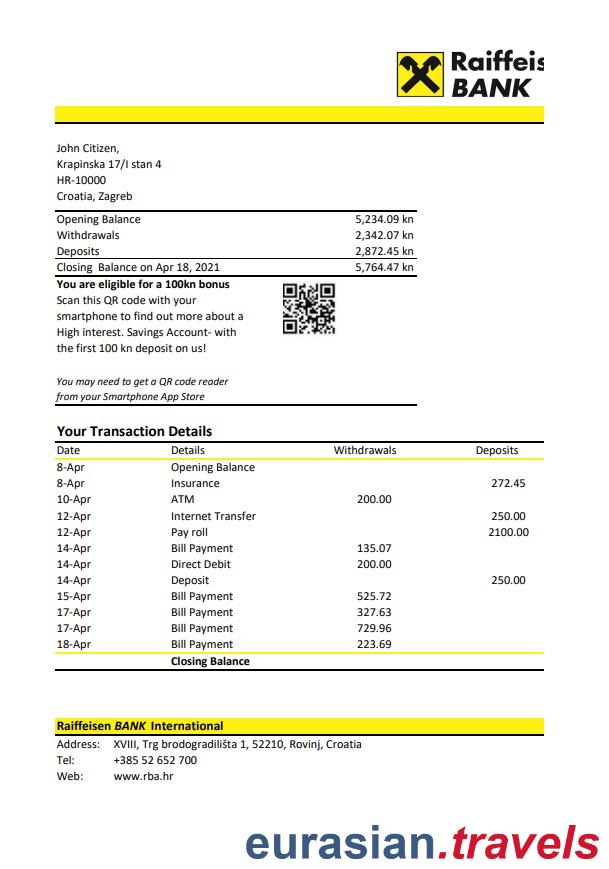 Raiffeis
BANK
John Citizen,
Krapinska 17/I stan 4
HR-10000
Croatia, Zagreb
Opening Balance 5,234.09 kn
Withdrawals 2,342.07 kn
Deposits 2,872.45 kn
Closing Balance on Apr 18, 2021 5,764.47 kn
You are eligible for a 100kn bonus
Scan this QR code with your
smartphone to find out more about a
High interest. Savings Account- with
the first 100 kn deposit on us!
You may need to get a QR code reader
from your Smartphone App Store
Your Transaction Details
Date Details Withdrawals Deposits
8-Apr Opening Balance
8-Apr Insurance 272.45
10-Apr ATM 200.00
12-Apr Internet Transfer 250.00
12-Apr Pay roll 2100.00
14-Apr Bill Payment 135.07
14-Apr Direct Debit 200.00
14-Apr Deposit 250.00
15-Apr Bill Payment 525.72
17-Apr Bill Payment 327.63
17-Apr Bill Payment 729.96
18-Apr Bill Payment 223.69
Closing Balance
Raiffeisen BANK International
Address: XVIII, Trg brodogradilišta 1, 52210, Rovinj, Croatia
Tel: +385 52 652 700
Web: www.rba.hr
eurasian.travels